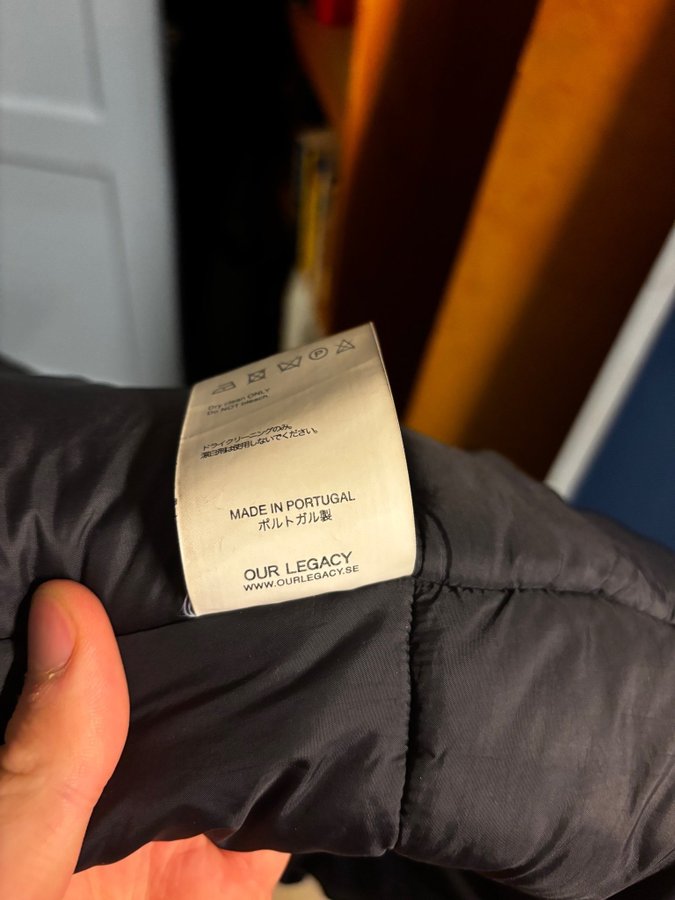 P
Dry clean ONLY
Do NOT bleach
ドライクリーニングのみ。
漂白剤は使用しないでください。
MADE IN PORTUGAL
ポルトガル製
OUR LEGACY
WWW.OURLEGACY.SE